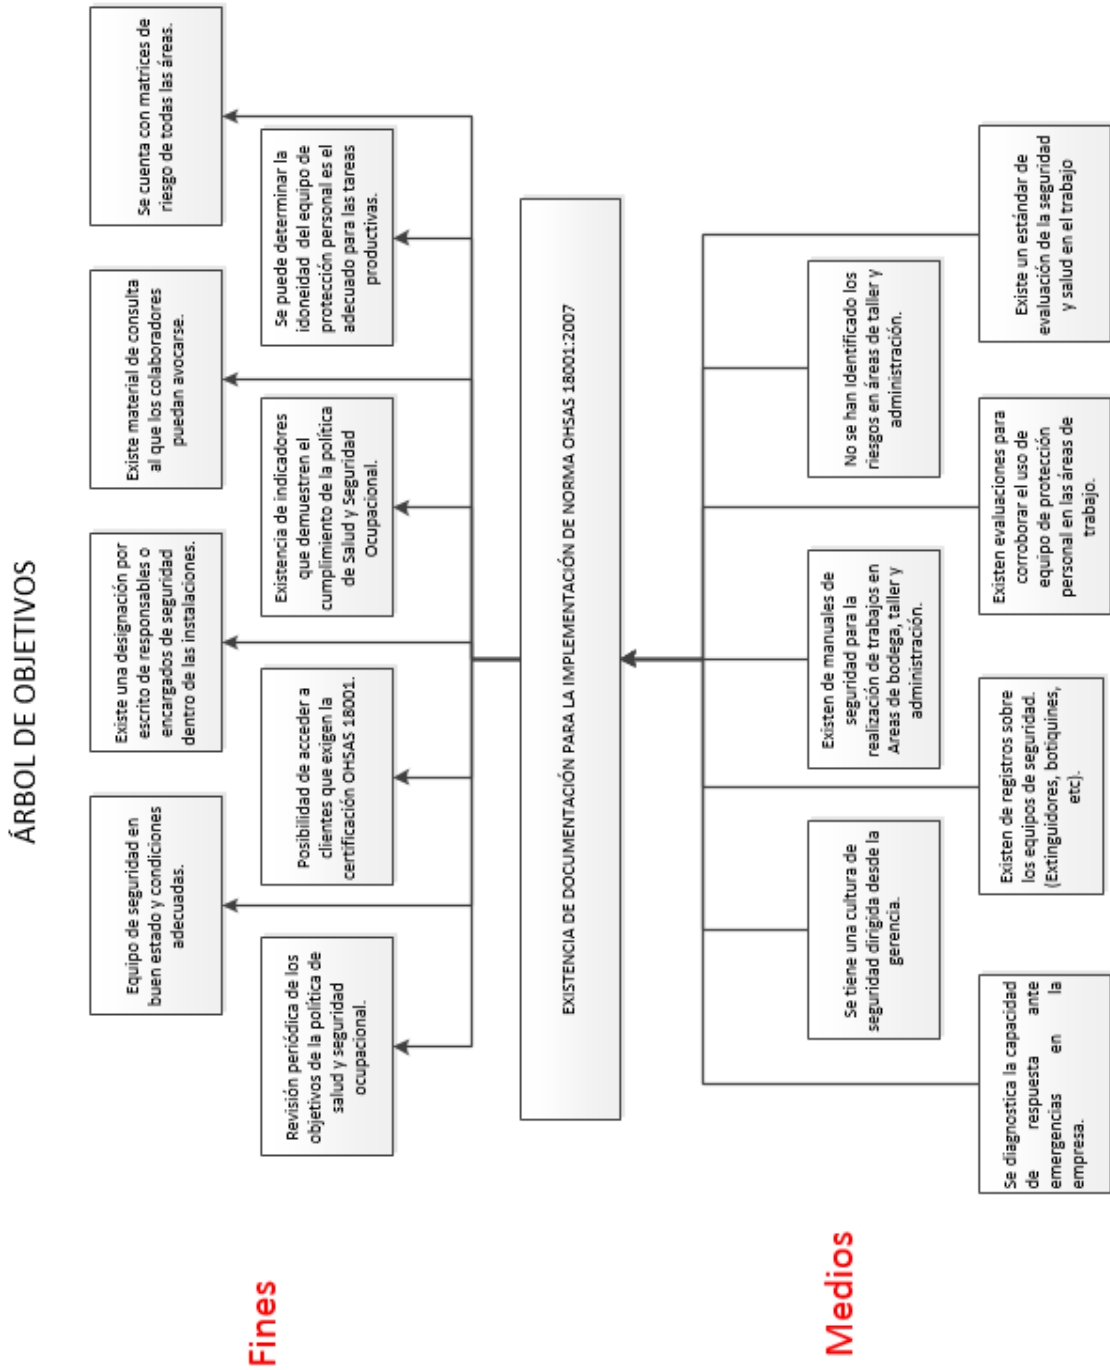 ÁRBOL DE OBJETIVOS
Fines
Equipo de seguridad en
buen estado y condiciones
adecuadas.
Existe una designación por
escrito de responsables o
encargados de seguridad
dentro de las instalaciones.
Existe material de consulta
al que los colaboradores
puedan avocarse.
Se cuenta con matrices de
riesgo de todas las áreas.
Revisión periódica de los
objetivos de la política de
salud y seguridad
ocupacional.
Posibilidad de acceder a
clientes que exigen la
certificación OHSAS 18001.
Existencia de indicadores
que demuestren el
cumplimiento de la política
de Salud y Seguridad
Ocupacional.
Se puede determinar la
idoneidad del equipo de
protección personal es el
adecuado para las tareas
productivas.
EXISTENCIA DE DOCUMENTACIÓN PARA LA IMPLEMENTACIÓN DE NORMA OHSAS 18001:2007
Medios
Se tiene una cultura de
seguridad dirigida desde la
gerencia.
Existen de manuales de
seguridad para la
realización de trabajos en
Areas de bodega, taller y
administración.
No se han Identificado los
riesgos en áreas de taller y
administración.
Se diagnostica la capacidad
de respuesta ante
emergencias en la
empresa.
Existen de registros sobre
los equipos de seguridad.
(Extinguidores, botiquines,
etc).
Existen evaluaciones para
corroborar el uso de
equipo de protección
personal en las áreas de
trabajo.
Existe un estándar de
evaluación de la seguridad
y salud en el trabajo